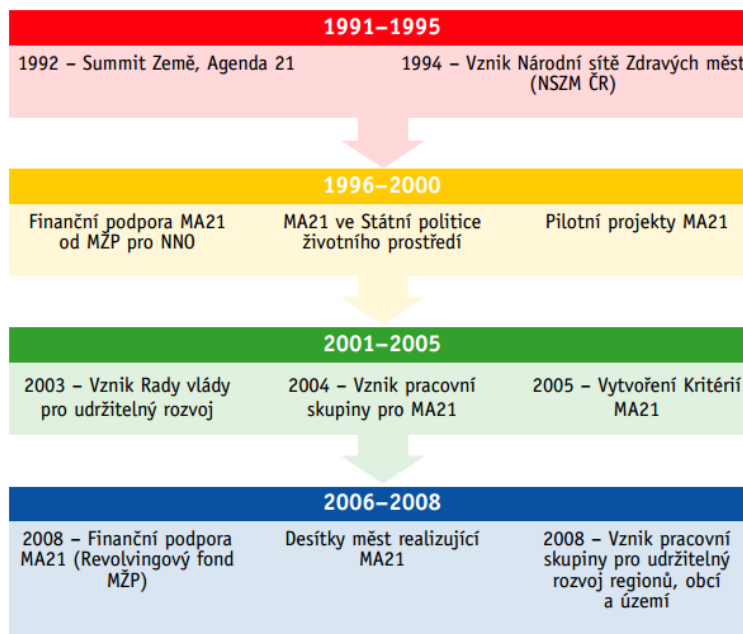 1991–1995
1992 – Summit Země, Agenda 21
1994 – Vznik Národní sítě Zdravých měst
(NSZM ČR)
1996–2000
Finanční podpora MA21
od MŽP pro NNO
MA21 ve Státní politice
životního prostředí
Pilotní projekty MA21
2001–2005
2003 – Vznik Rady vlády
pro udržitelný rozvoj
2004 – Vznik pracovní
skupiny pro MA21
2005 – Vytvoření Kritérií
MA21
2006–2008
2008 – Finanční podpora
MA21 (Revolvingový fond
MŽP)
Desítky měst realizující
MA21
2008 – Vznik pracovní
skupiny pro udržitelný
rozvoj regionů, obcí
a území